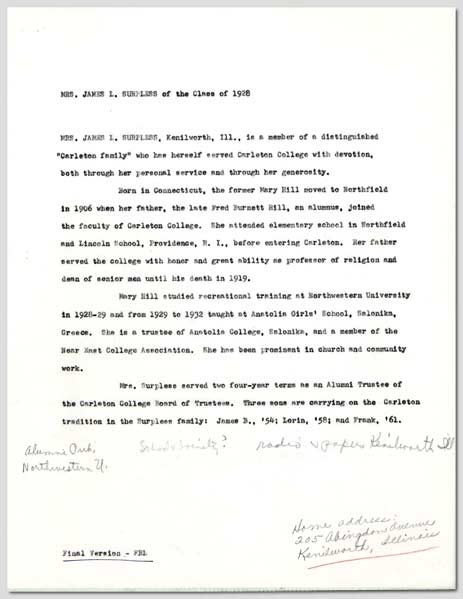 MRS. JAMES L. SURPLESS of the Class of 1928
MRS. JAMES L. SURPLESS, Kenilworth, Ill., is a member of a distinguished
"Carleton family" who has herself served Carleton College with devotion,
both through her personal service and through her generosity.
Born in Connecticut, the former Mary Hill moved to Northfield
in 1906 when her father, the late Fred Burnett Hill, an alumnus, joined
the faculty of Carleton College. She attended elementary school in Northfield
and Lincoln School, Providence, R. I., before entering Carleton. Her father
served the college with honor and great ability as professor of religion and
dean of senior men until his death in 1919.
Mary Hill studied recreational training at Northwestern University
in 1928-29 and from 1929 to 1932 taught at Anatolia Girls' School, Salonika,
Greece. She is a trustee of Anatolia College, Salonika, and a member of the
Near East College Association. She has been prominent in church and community
work.
Mrs. Surpless served two four-year terms as an Alumni Trustee of
the Carleton College Board of Trustees. Three sons are carrying on the Carleton
tradition in the Surpless family: James B., '54; Lorin, '58; and Frank, '61.
Alumni Pub. School & Society? radio & papers Kenilworth Ill
Northwestern U.
Home address:
205 Abingdon Avenue
Kenilworth, Illinois
Final Version - FBL